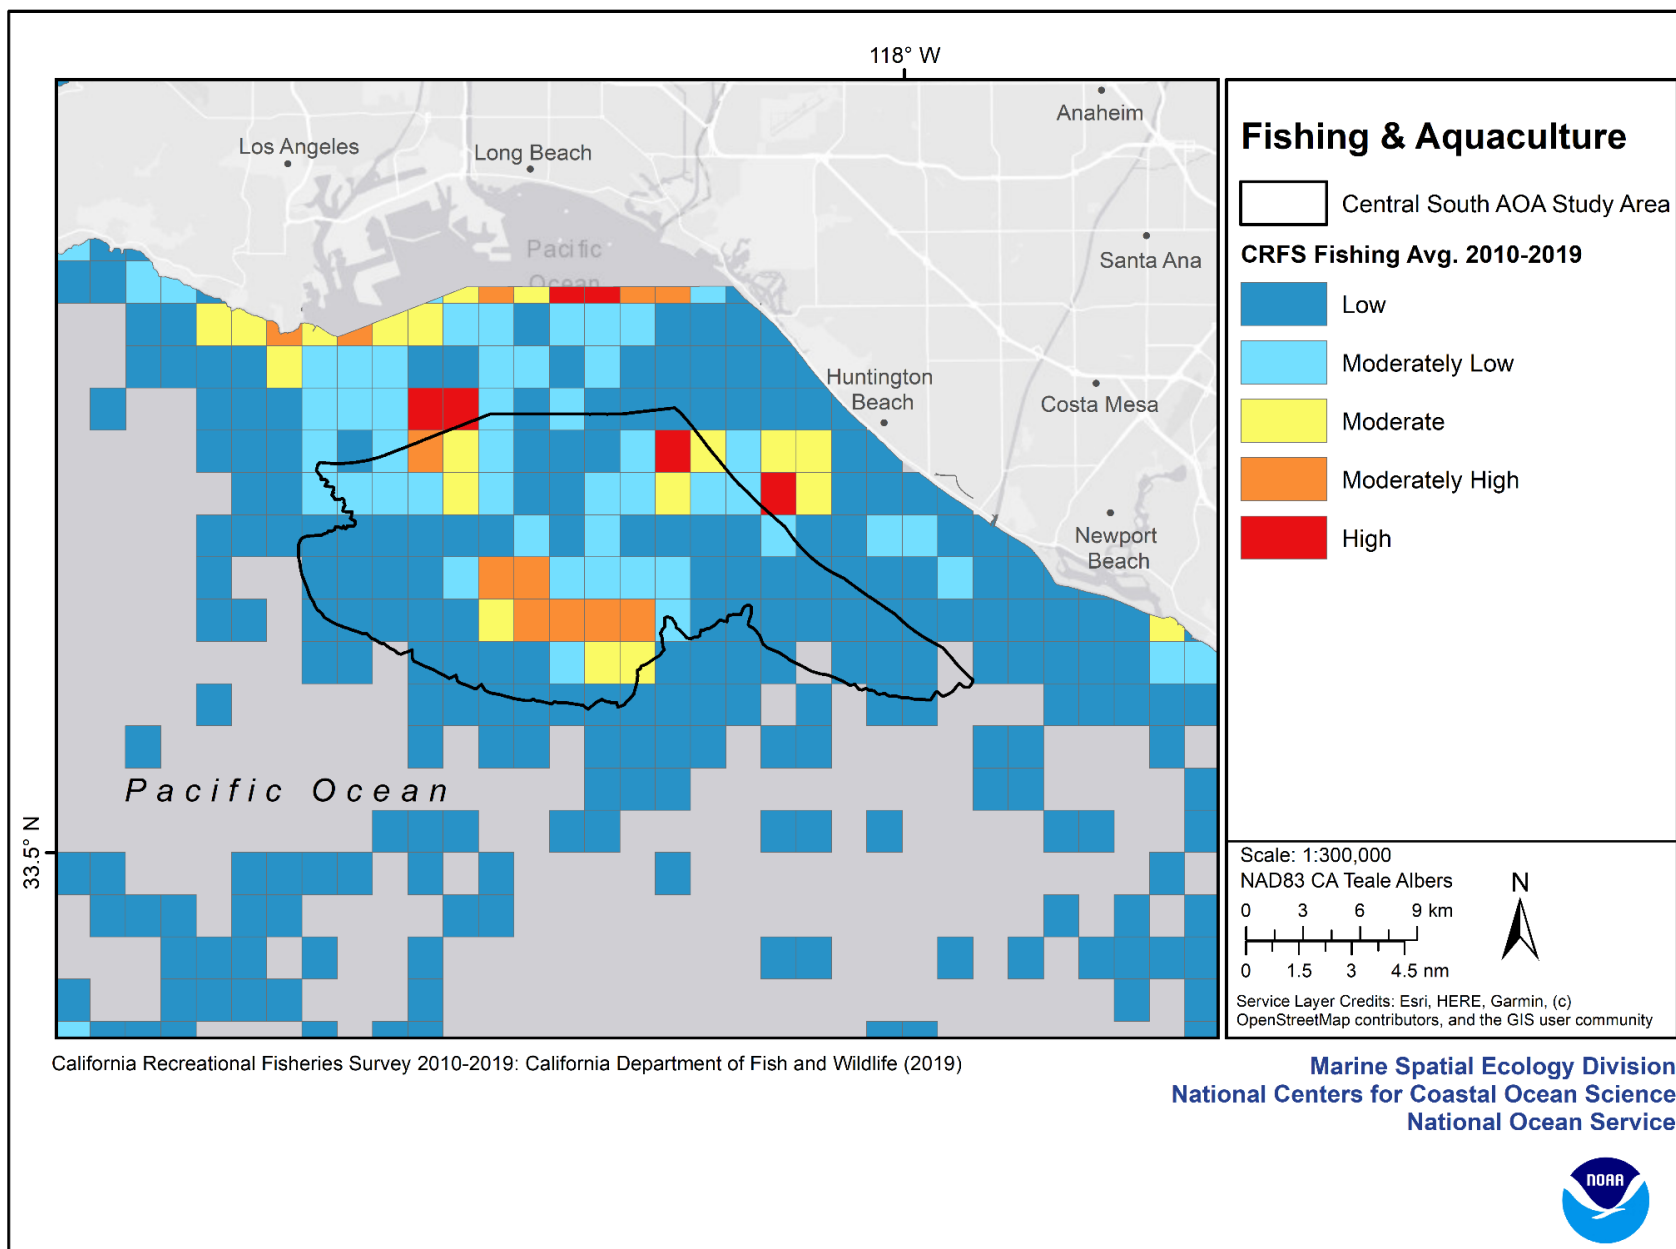 118° W
Anaheim
Los Angeles
Long Beach
Pacific
Ocean
Santa Ana
Huntington
Beach
Costa Mesa
Newport
Beach
Pacific Ocean
33.5° N
Fishing & Aquaculture
Central South AOA Study Area
CRFS Fishing Avg. 2010-2019
Low
Moderately Low
Moderate
Moderately High
High
Scale: 1:300,000
NAD83 CA Teale Albers
0 3 6 9 km
0 1.5 3 4.5 nm
N
Service Layer Credits: Esri, HERE, Garmin, (c)
OpenStreetMap contributors, and the GIS user community
California Recreational Fisheries Survey 2010-2019: California Department of Fish and Wildlife (2019)
Marine Spatial Ecology Division
National Centers for Coastal Ocean Science
National Ocean Service
NOAA